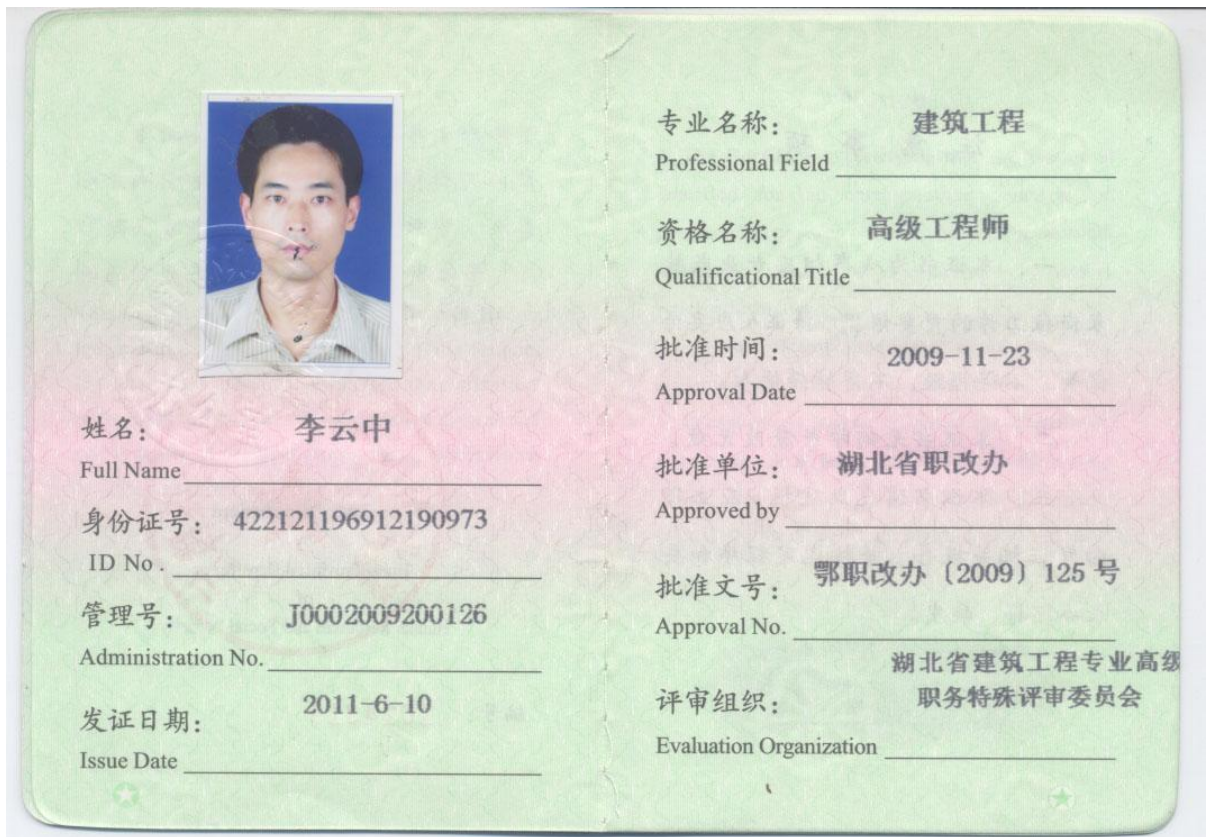 姓名： 李云中
Full Name
身份证号： 422121196912190973
ID No .
管理号： J0002009200126
Administration No.
发证日期： 2011-6-10
Issue Date
专业名称： 建筑工程
Professional Field
资格名称： 高级工程师
Qualificational Title
批准时间： 2009-11-23
Approval Date
批准单位： 湖北省职改办
Approved by
批准文号： 鄂职改办〔2009〕125 号
Approval No.
湖北省建筑工程专业高级
评审组织： 职务特殊评审委员会
Evaluation Organization